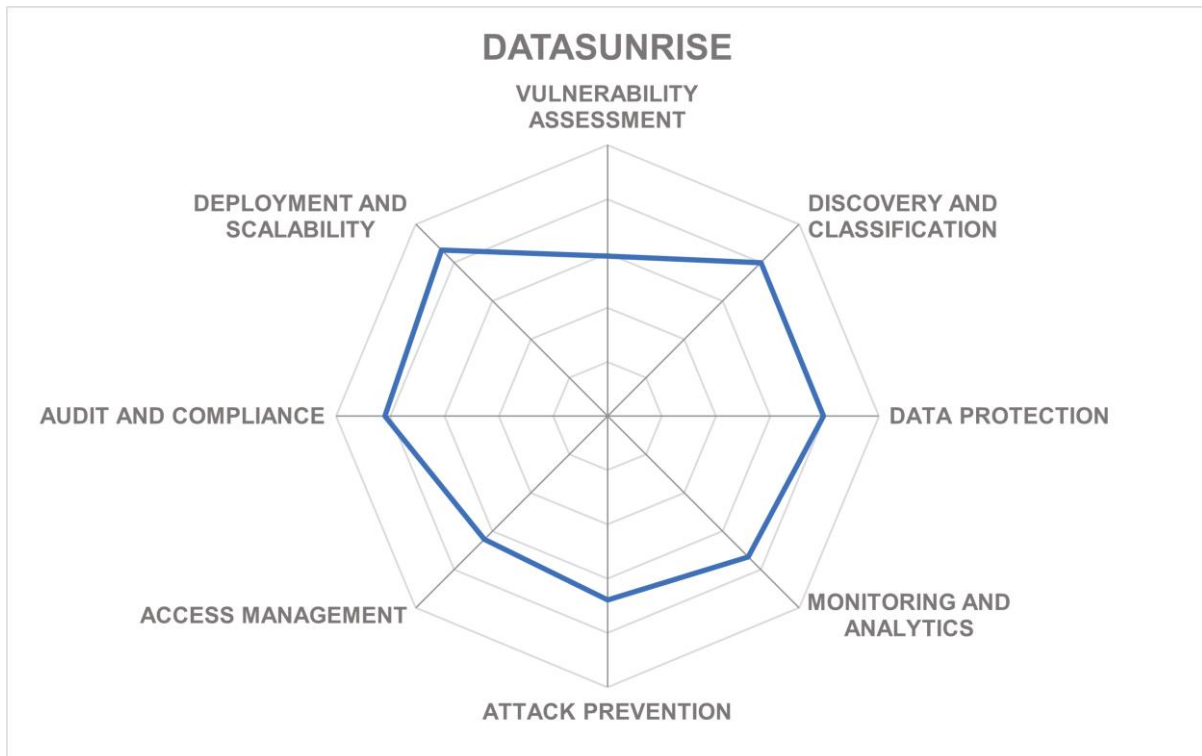 DATASUNRISE
VULNERABILITY
ASSESSMENT
DISCOVERY AND
CLASSIFICATION
DATA PROTECTION
MONITORING AND
ANALYTICS
ATTACK PREVENTION
ACCESS MANAGEMENT
AUDIT AND COMPLIANCE
DEPLOYMENT AND
SCALABILITY